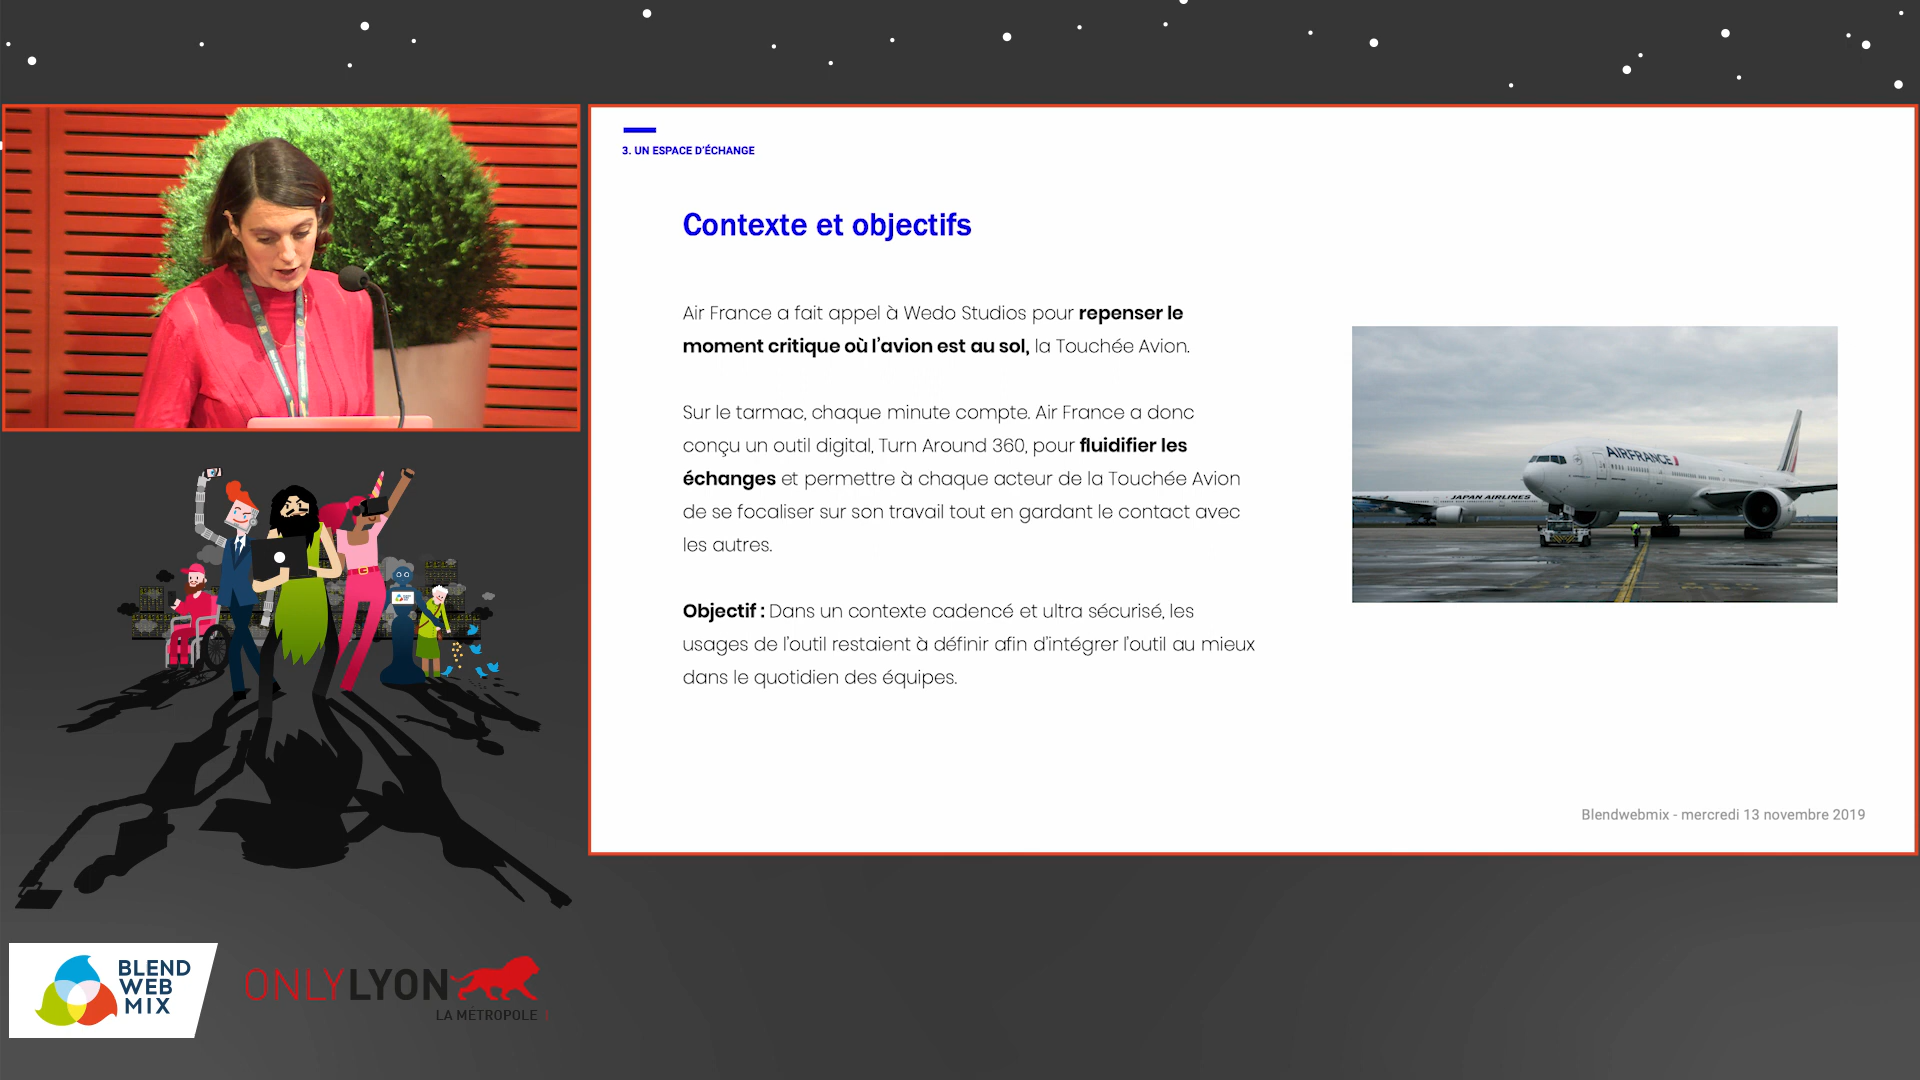 3. UN ESPACE D'ÉCHANGE
Contexte et objectifs
Air France a fait appel à Wedo Studios pour repenser le
moment critique où l'avion est au sol, la Touchée Avion.
Sur le tarmac, chaque minute compte. Air France a donc
conçu un outil digital, Turn Around 360, pour fluidifier les
échanges et permettre à chaque acteur de la Touchée Avion
de se focaliser sur son travail tout en gardant le contact avec
les autres.
Objectif : Dans un contexte cadencé et ultra sécurisé, les
usages de l'outil restaient à définir afin d'intégrer l'outil au mieux
dans le quotidien des équipes.
AIRFRANCE
JAPAN AIRLINES
Blendwebmix - mercredi 13 novembre 2019
BLEND
WEB
MIX
ONLYLYON
LA MÉTROPOLE